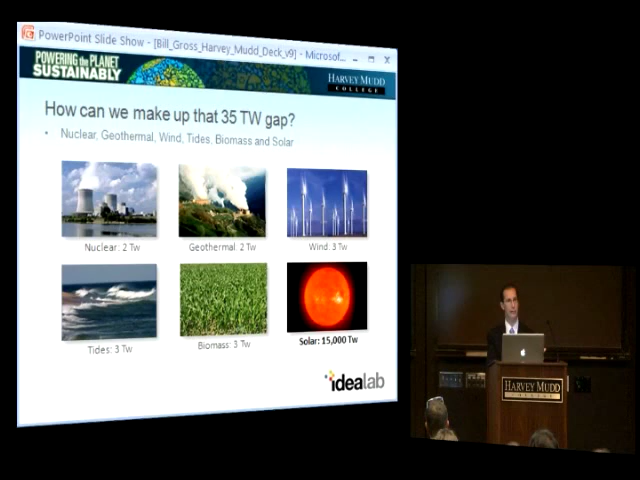 PowerPoint Slide Show - [Bill_Gross_Harvey_Mudd_Deck_v9] - Microsof...
POWERING the PLANET
SUSTAINABLY
HARVEY MUDD
COLLEGE
How can we make up that 35 TW gap?
• Nuclear, Geothermal, Wind, Tides, Biomass and Solar
Nuclear: 2 Tw
Geothermal: 2 Tw
Wind: 3 Tw
Tides: 3 Tw
Biomass: 3 Tw
Solar: 15,000 Tw
idealab
HARVEY MUDD
COLLEGE